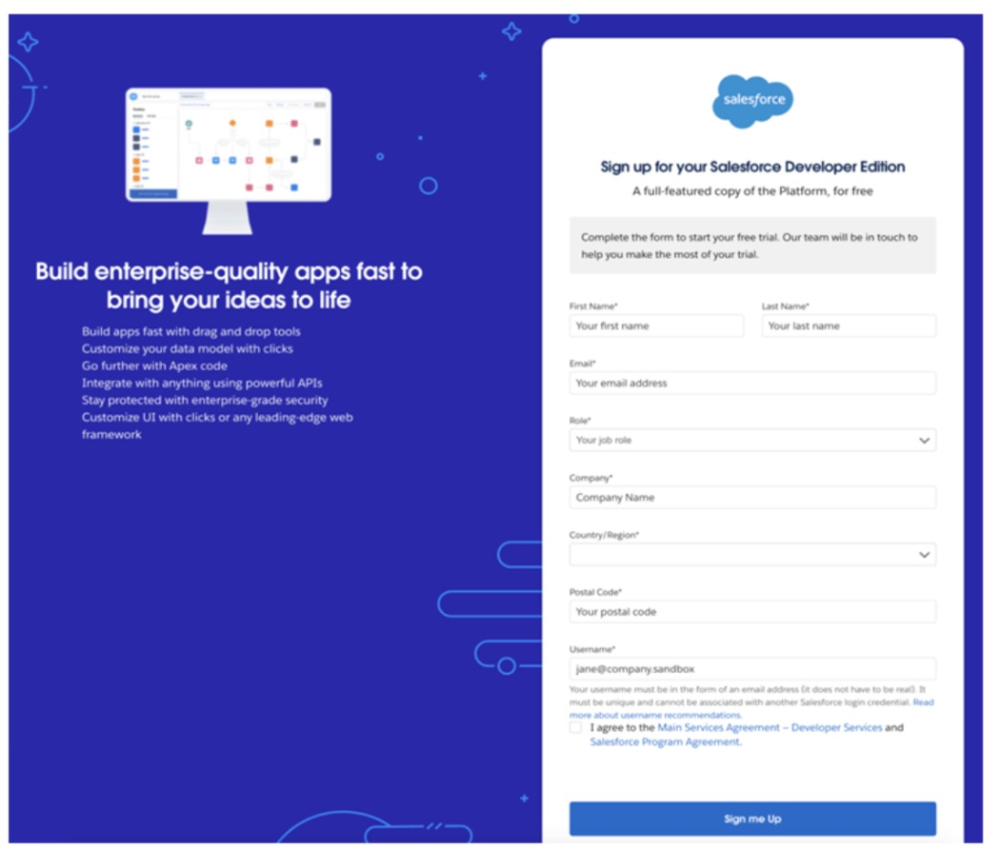 Build enterprise-quality apps fast to
bring your ideas to life
Build apps fast with drag and drop tools
Customize your data model with clicks
Go further with Apex code
Integrate with anything using powerful APIs
Stay protected with enterprise-grade security
Customize UI with clicks or any leading-edge web
framework
salesforce
Sign up for your Salesforce Developer Edition
A full-featured copy of the Platform, for free
Complete the form to start your free trial. Our team will be in touch to
help you make the most of your trial.
First Name* Last Name*
Your first name Your last name
Email*
Your email address
Role*
Your job role
Company*
Company Name
Country/Region*
Postal Code*
Your postal code
Username*
jane@company.sandbox
Your username must be in the form of an email address (it does not have to be real). It
must be unique and cannot be associated with another Salesforce login credential. Read
more about username recommendations.
I agree to the Main Services Agreement – Developer Services and
Salesforce Program Agreement.
Sign me Up